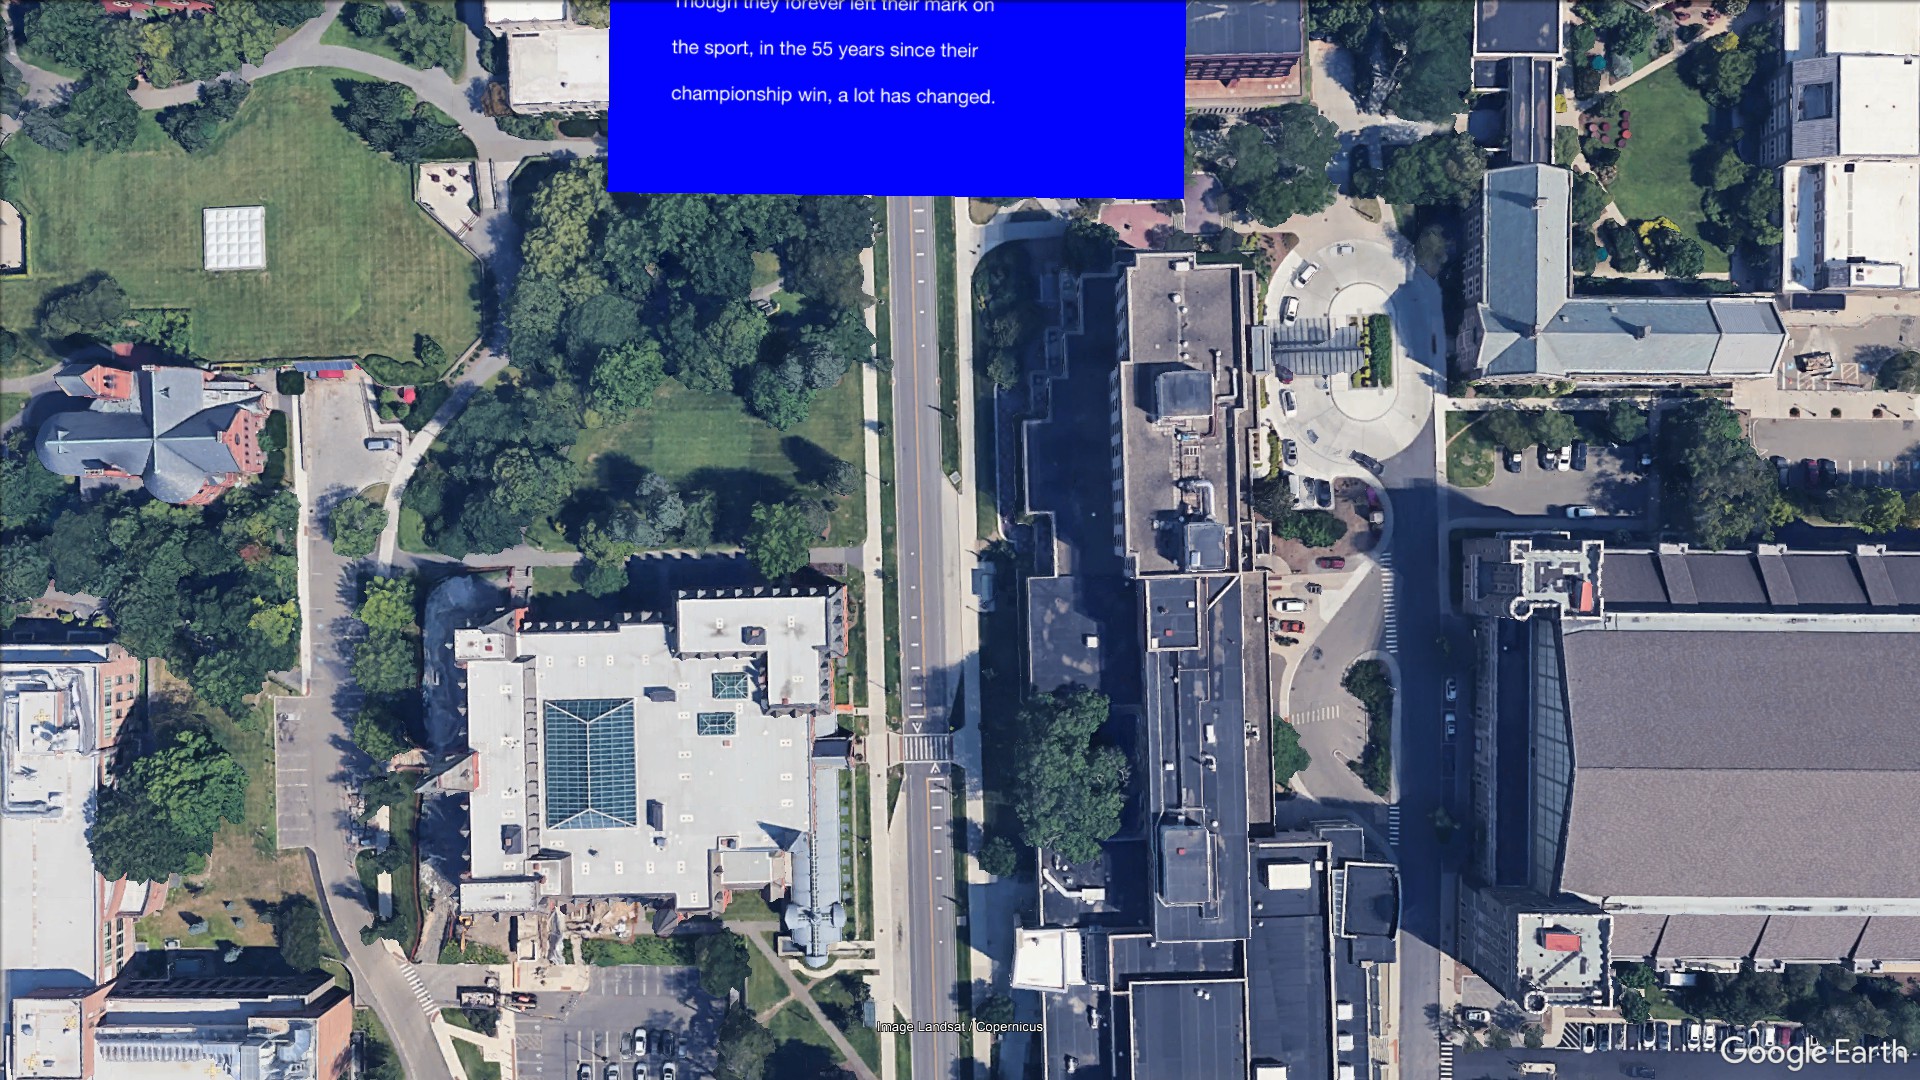 Though they forever left their mark on
the sport, in the 55 years since their
championship win, a lot has changed.
Image Landsat / Copernicus
Google Earth